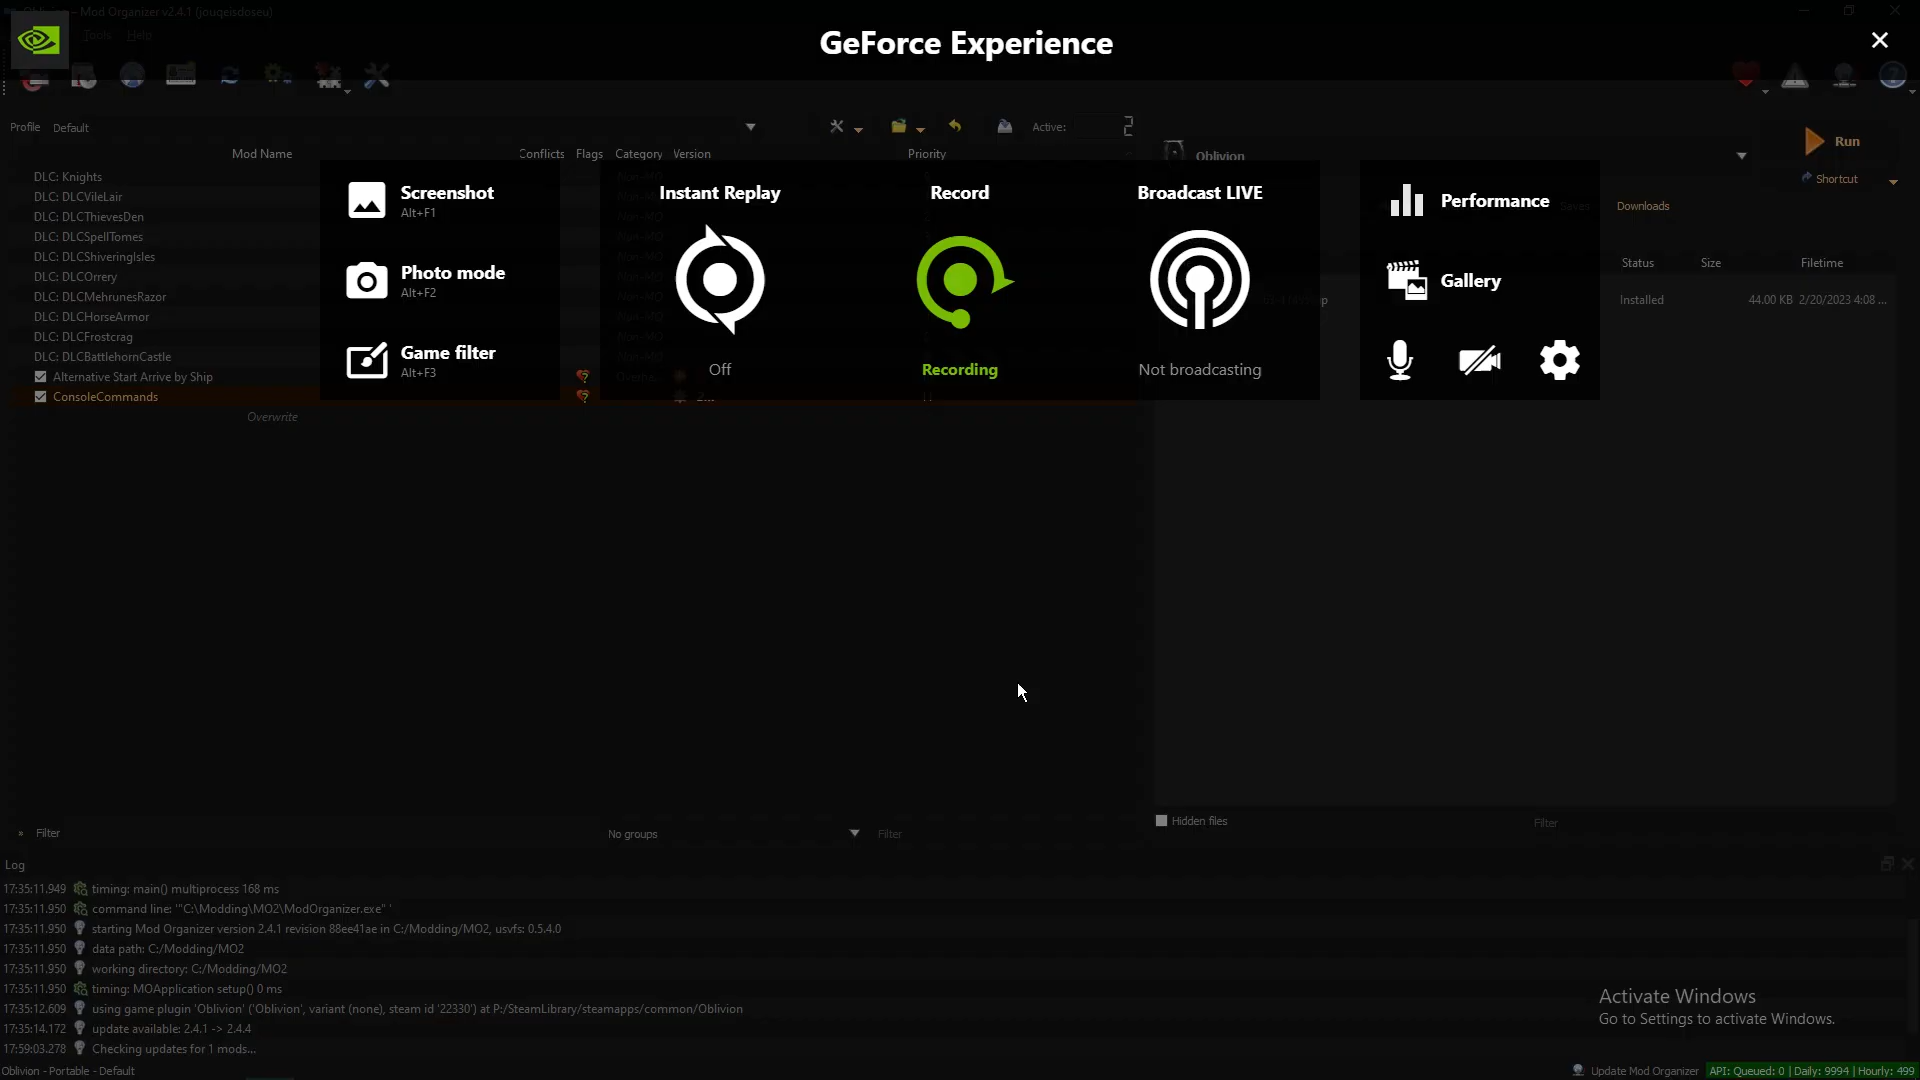 Oblivion - Mod Organizer v2.4.1 (jouqeisdoseu)
Tools Help
GeForce Experience
Profile Default
Active: 2
Mod Name Conflicts Flags Category Version Priority
Oblivion
Run
Shortcut
DLC: Knights
DLC: DLCVileLair
DLC: DLCThievesDen
DLC: DLCSpellTomes
DLC: DLCShiveringIsles
DLC: DLCOrrery
DLC: DLCMehrunesRazor
DLC: DLCHorseArmor
DLC: DLCFrostcrag
DLC: DLCBattlehornCastle
Alternative Start Arrive by Ship
ConsoleCommands
Overwrite
Screenshot
Alt+F1
Photo mode
Alt+F2
Game filter
Alt+F3
Instant Replay
Off
Record
Recording
Broadcast LIVE
Not broadcasting
Performance
Gallery
Saves Downloads
Status Size Filetime
Installed 44.00 KB 2/20/2023 4:08 ...
Hidden files
Filter
» Filter
No groups
Filter
Log
17:35:11.949 timing: main() multiprocess 168 ms
17:35:11.950 command line: '"C:\Modding\MO2\ModOrganizer.exe" '
17:35:11.950 starting Mod Organizer version 2.4.1 revision 88ee41ae in C:/Modding/MO2, usvfs: 0.5.4.0
17:35:11.950 data path: C:/Modding/MO2
17:35:11.950 working directory: C:/Modding/MO2
17:35:11.950 timing: MOApplication setup() 0 ms
17:35:12.609 using game plugin 'Oblivion' ('Oblivion', variant (none), steam id '22330') at P:/SteamLibrary/steamapps/common/Oblivion
17:35:14.172 update available: 2.4.1 -> 2.4.4
17:59:03.278 Checking updates for 1 mods...
Activate Windows
Go to Settings to activate Windows.
Oblivion - Portable - Default
Update Mod Organizer
API: Queued: 0 | Daily: 9994 | Hourly: 499